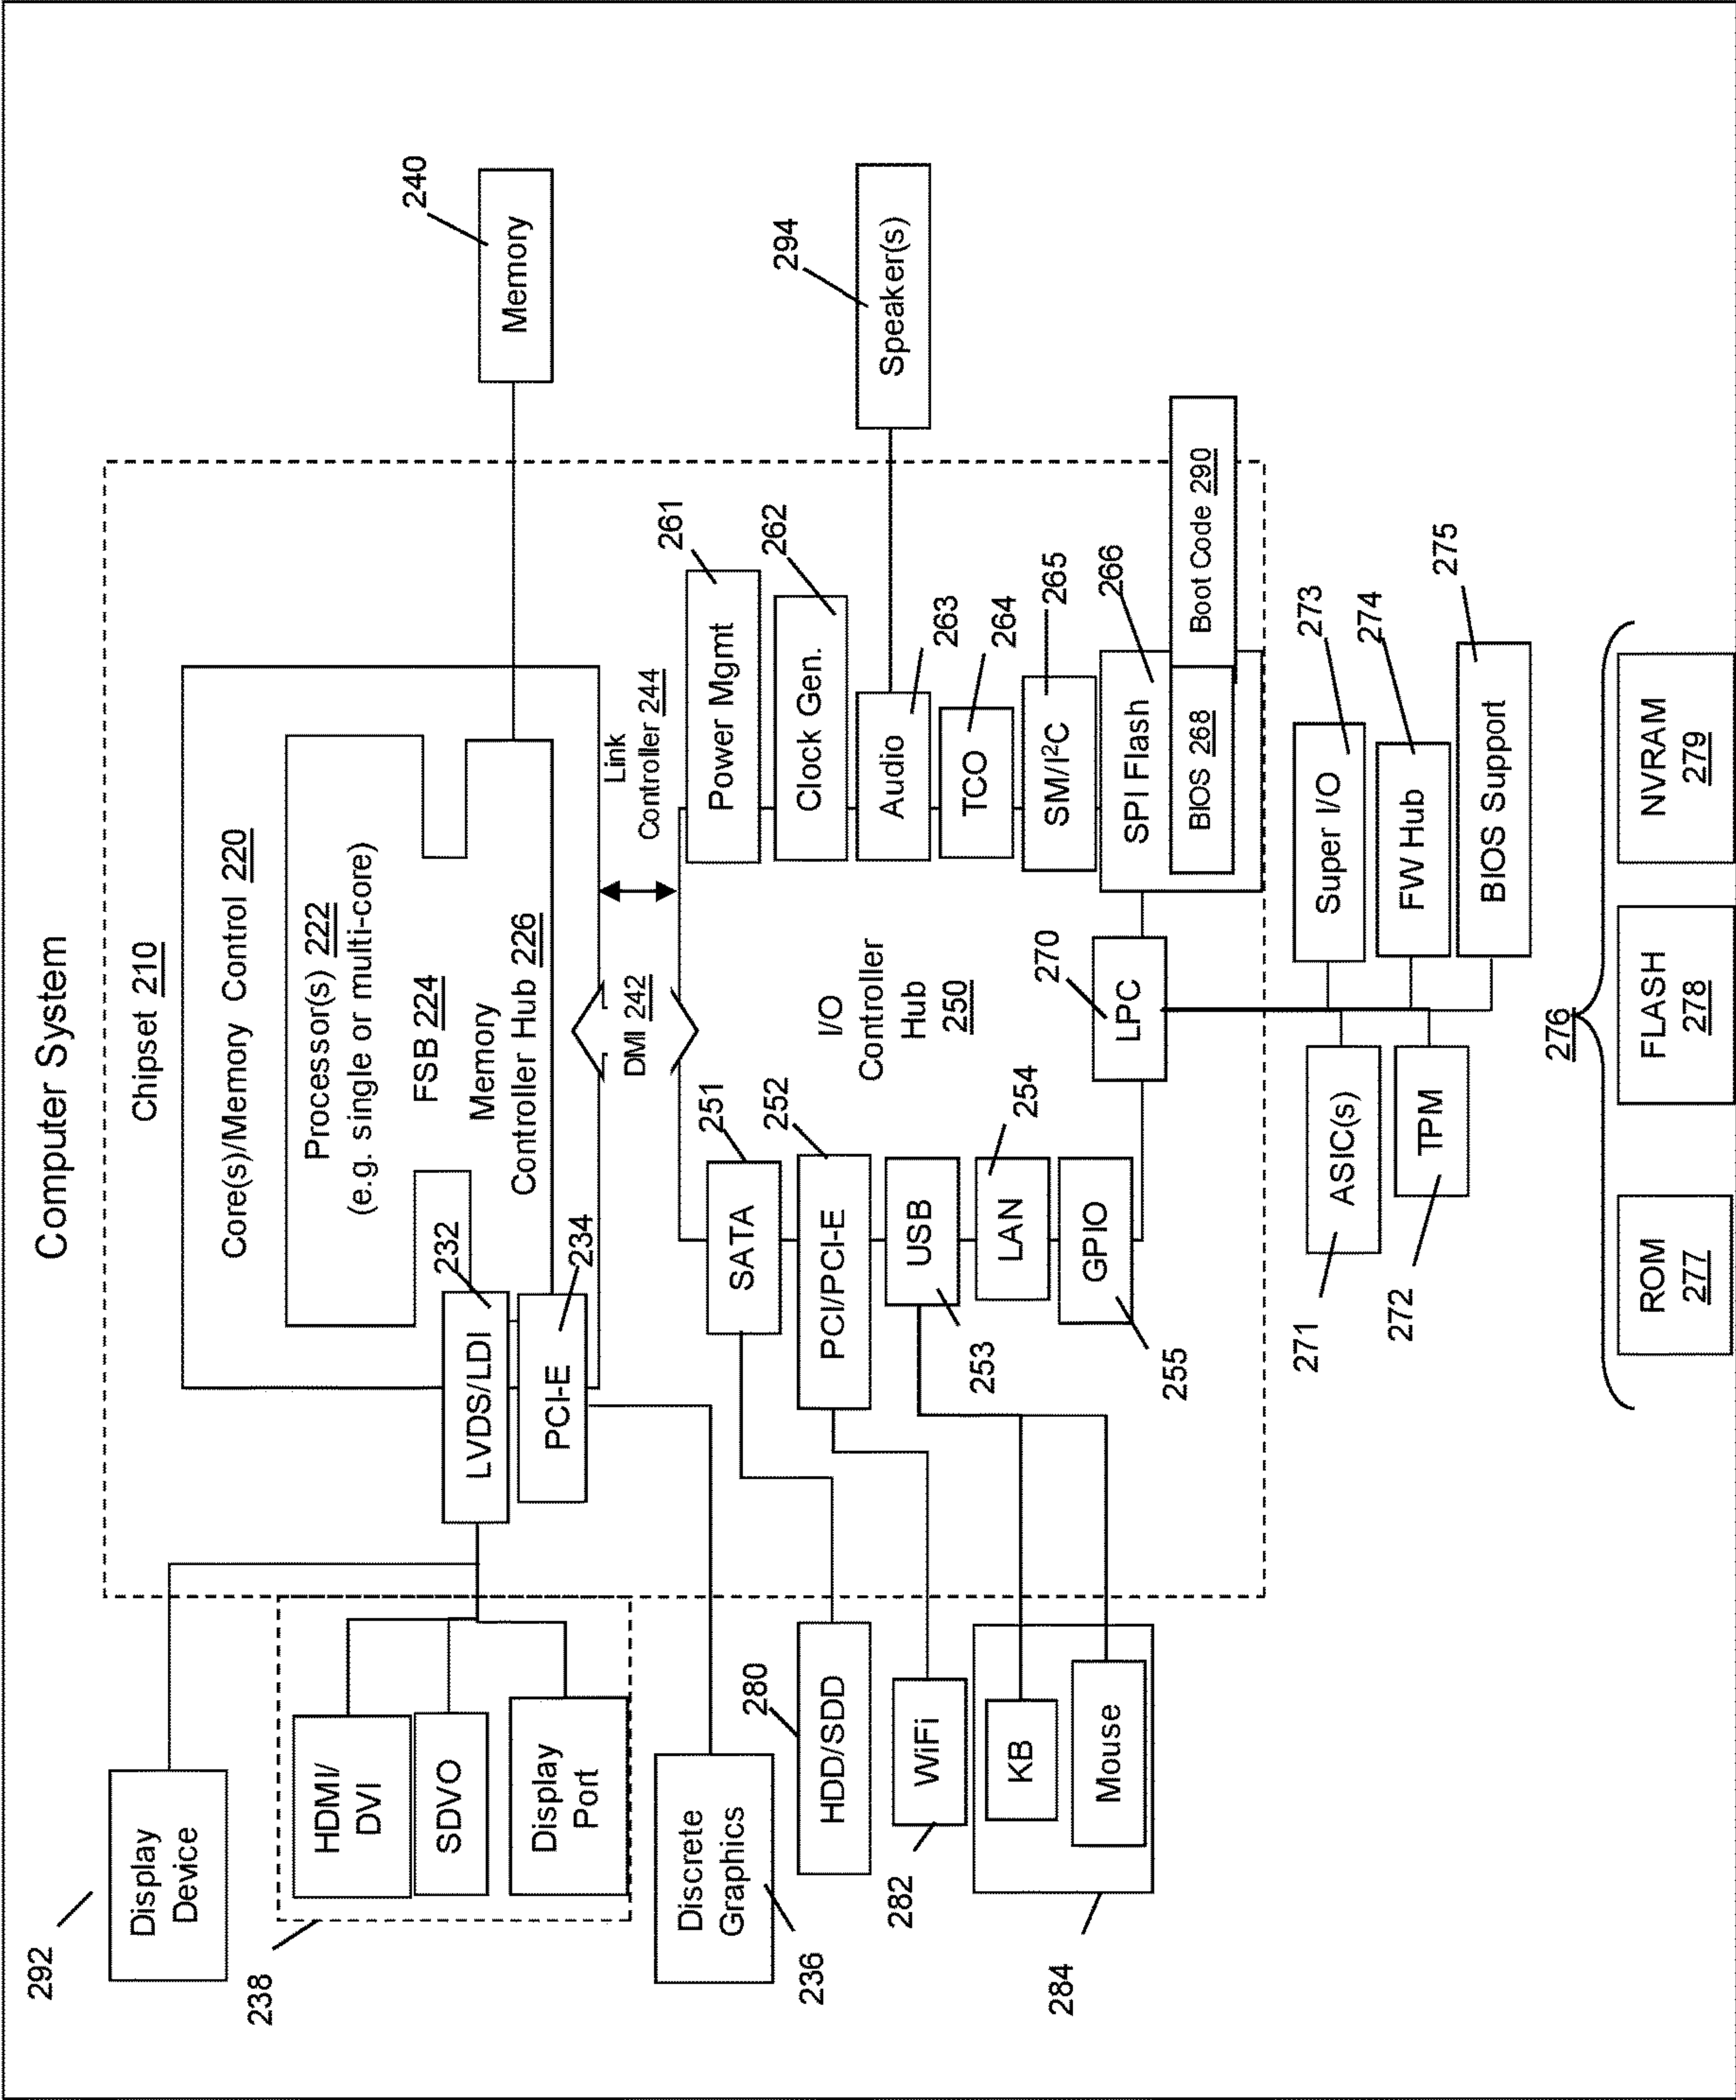 Computer System
292
Display
Device
Chipset 210
Core(s)/Memory Control 220
238
HDMI/
DVI
SDVO
Display
Port
Processor(s) 222
(e.g. single or multi-core)
FSB 224
Memory
Controller Hub 226
232
LVDS/LDI
234
PCI-E
240
Memory
Discrete
Graphics
236
DMI 242
Link
Controller 244
280
HDD/SDD
251
SATA
252
PCI/PCI-E
282
WiFi
USB
253
254
LAN
GPIO
255
284
KB
Mouse
I/O
Controller
Hub 250
261
Power Mgmt
262
Clock Gen.
Audio
263
294
Speaker(s)
TCO
264
SM/I²C
265
SPI Flash
266
BIOS 268
Boot Code 290
270
LPC
271
ASIC(s)
272
TPM
Super I/O
273
FW Hub
274
BIOS Support
275
276
ROM
277
FLASH
278
NVRAM
279